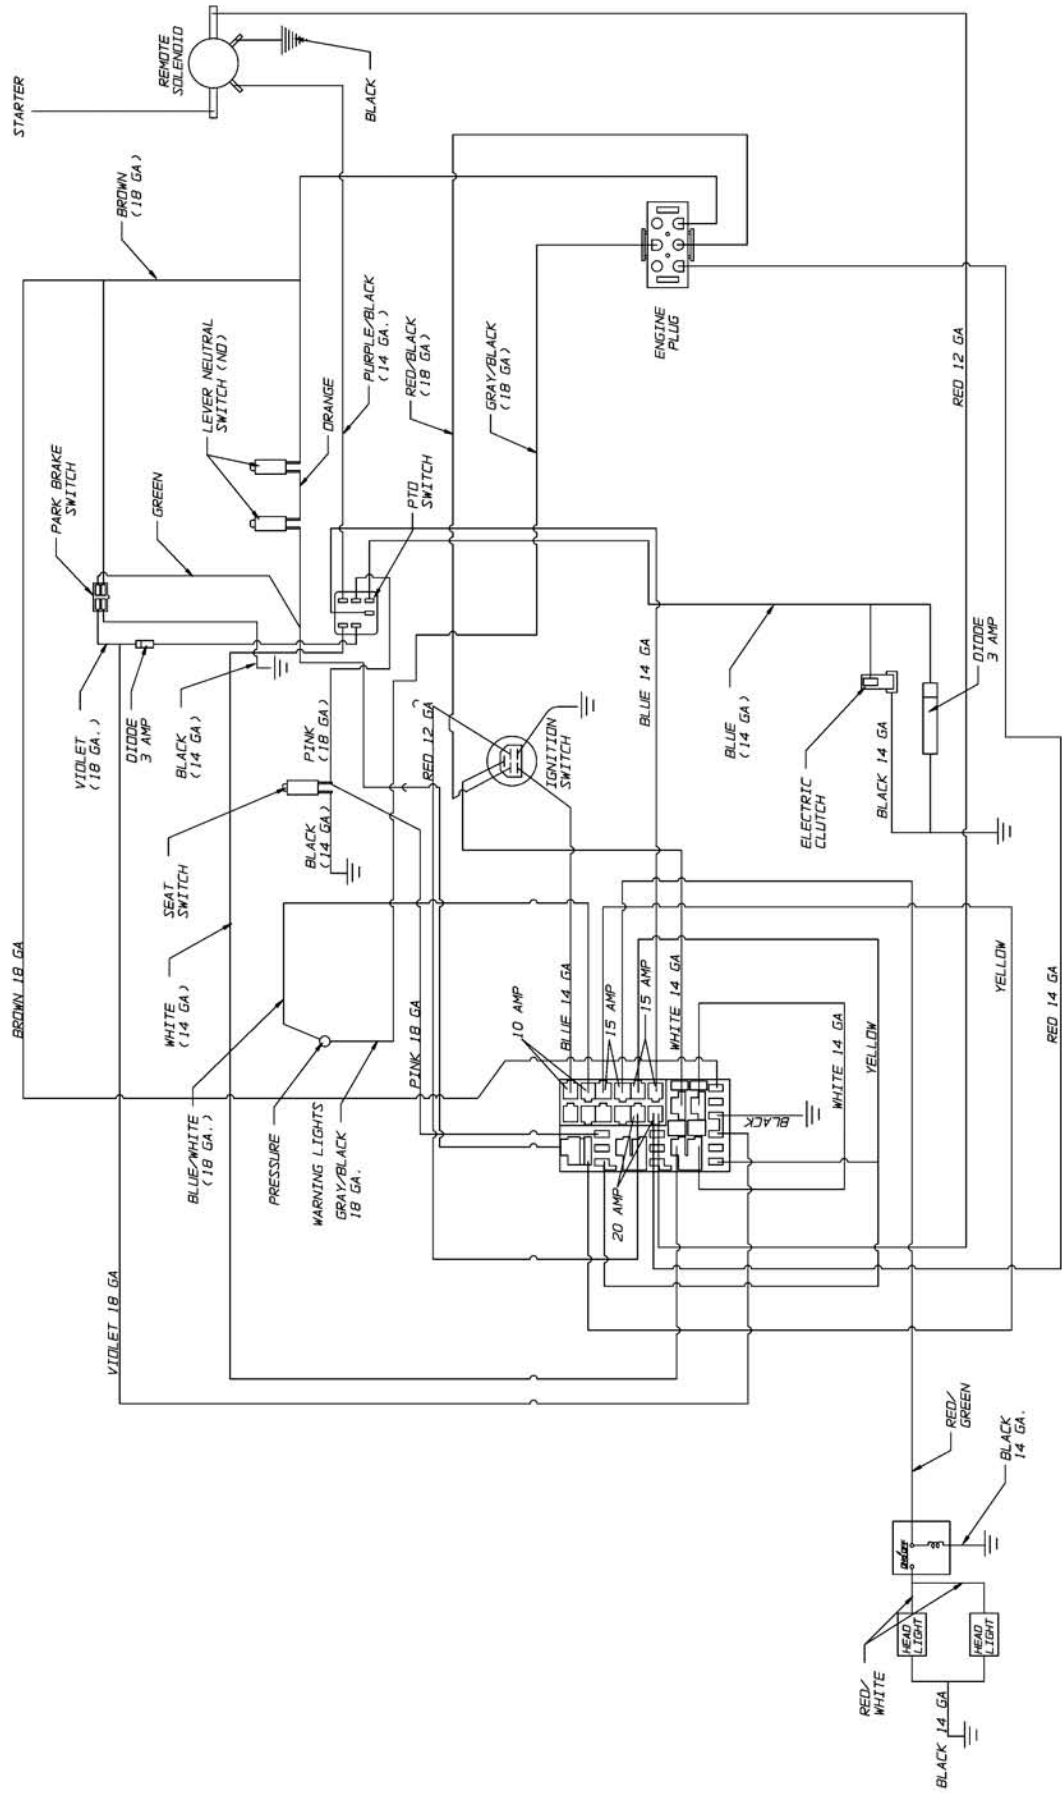 STARTER
REMOTE
SOLENOID
BLACK
BROWN
(18 GA)
PARK BRAKE
SWITCH
GREEN
LEVER NEUTRAL
SWITCH (NO)
ORANGE
PURPLE/BLACK
(14 GA.)
PTO
SWITCH
RED/BLACK
(18 GA)
GRAY/BLACK
(18 GA)
ENGINE
PLUG
RED 12 GA
VIOLET
(18 GA.)
DIODE
3 AMP
BLACK
(14 GA)
PINK
(18 GA)
RED 12 GA
IGNITION
SWITCH
BLUE 14 GA
BLUE
(14 GA)
DIODE
3 AMP
ELECTRIC
CLUTCH
BLACK 14 GA
SEAT
SWITCH
BLACK
(14 GA)
BROWN 18 GA
WHITE
(14 GA)
BLUE/WHITE
(18 GA.)
PRESSURE
WARNING LIGHTS
GRAY/BLACK
18 GA.
PINK 18 GA
10 AMP
BLUE 14 GA
15 AMP
15 AMP
WHITE 14 GA
20 AMP
BLACK
WHITE 14 GA
YELLOW
YELLOW
RED 14 GA
VIOLET 18 GA
RED/
GREEN
BLACK
14 GA.
HEAD
LIGHT
HEAD
LIGHT
RED/
WHITE
BLACK 14 GA